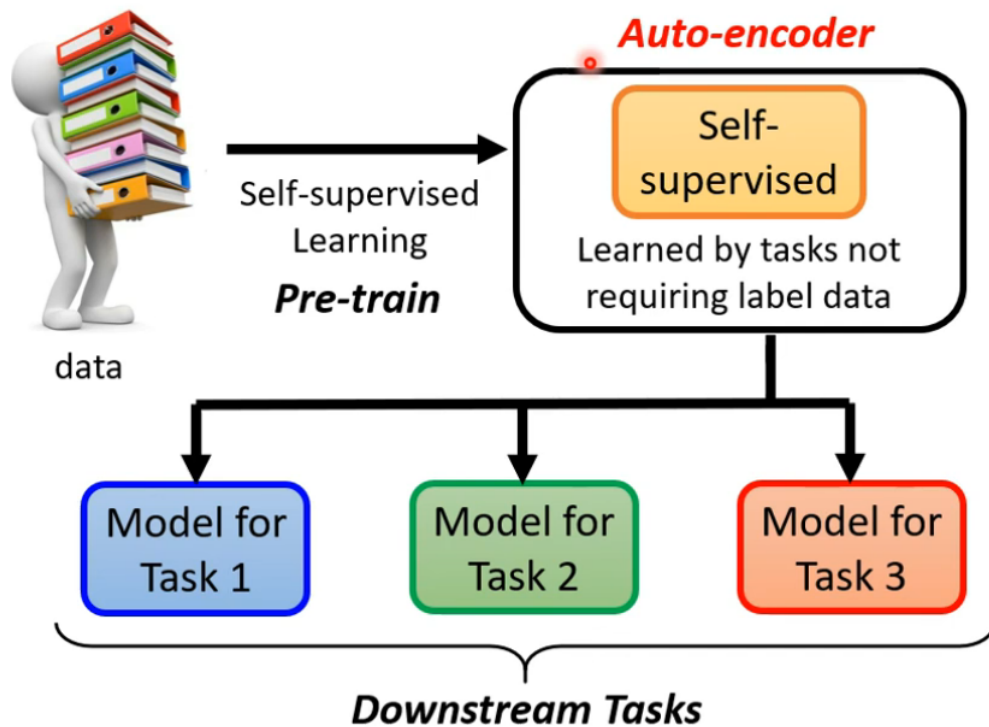 Auto-encoder
Self-
supervised
Learned by tasks not
requiring label data
Self-supervised
Learning
Pre-train
data
Model for
Task 1
Model for
Task 2
Model for
Task 3
Downstream Tasks